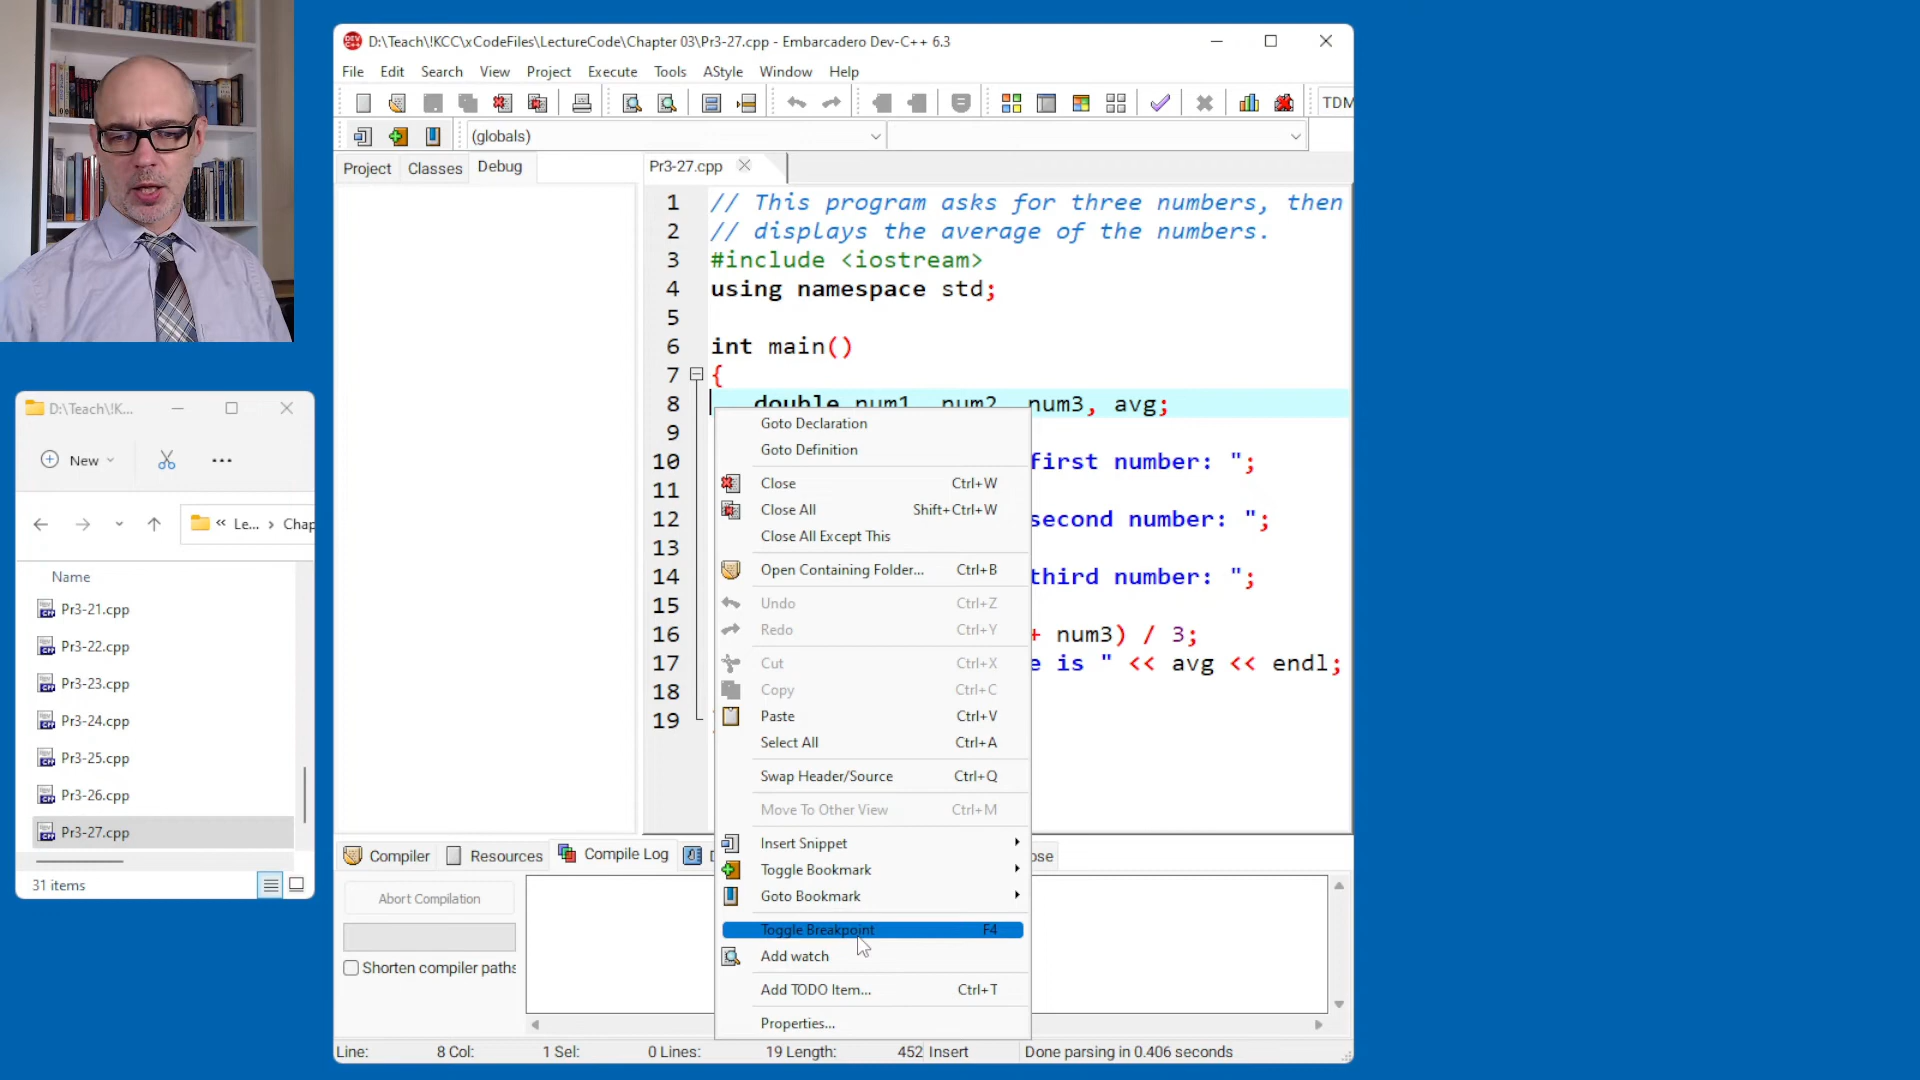 D:\Teach\!KCC\xCodeFiles\LectureCode\Chapter 03\Pr3-27.cpp - Embarcadero Dev-C++ 6.3
File Edit Search View Project Execute Tools AStyle Window Help
TDM
(globals)
Project Classes Debug
Pr3-27.cpp
1 // This program asks for three numbers, then
2 // displays the average of the numbers.
3 #include <iostream>
4 using namespace std;
5
6 int main()
7 {
8 double num1, num2, num3, avg;
9
10 first number: ";
11
12 second number: ";
13
14 third number: ";
15
16 + num3) / 3;
17 e is " << avg << endl;
18
19
Goto Declaration
Goto Definition
Close Ctrl+W
Close All Shift+Ctrl+W
Close All Except This
Open Containing Folder... Ctrl+B
Undo Ctrl+Z
Redo Ctrl+Y
Cut Ctrl+X
Copy Ctrl+C
Paste Ctrl+V
Select All Ctrl+A
Swap Header/Source Ctrl+Q
Move To Other View Ctrl+M
Insert Snippet
Toggle Bookmark
Goto Bookmark
Toggle Breakpoint F4
Add watch
Add TODO Item... Ctrl+T
Properties...
Compiler Resources Compile Log D ose
Abort Compilation
Shorten compiler paths
Line: 8 Col: 1 Sel: 0 Lines: 19 Length: 452 Insert Done parsing in 0.406 seconds
D:\Teach\!K...
New
« Le... > Chap
Name
Pr3-21.cpp
Pr3-22.cpp
Pr3-23.cpp
Pr3-24.cpp
Pr3-25.cpp
Pr3-26.cpp
Pr3-27.cpp
31 items